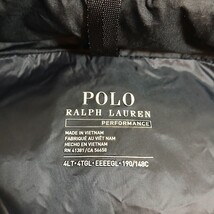 POLO
RALPH LAUREN
PERFORMANCE
MADE IN VIETNAM
FABRIQUÉ AU VIÊT NAM
HECHO EN VIETNAM
RN 41381/CA 56658
4LT-4TGL-EEEEGL-190/148C